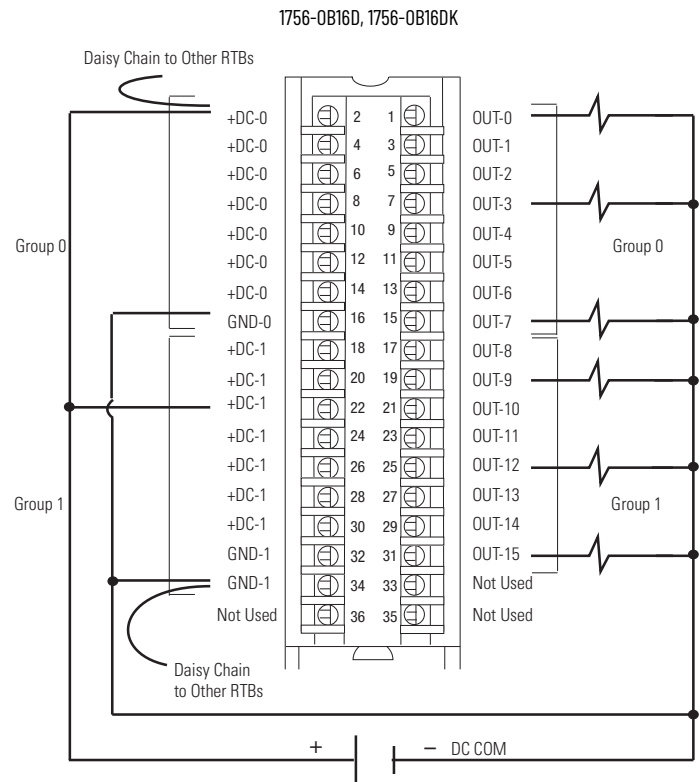 1756-OB16D, 1756-OB16DK
Daisy Chain to Other RTBs
+DC-0 2 1 OUT-0
+DC-0 4 3 OUT-1
+DC-0 6 5 OUT-2
+DC-0 8 7 OUT-3
+DC-0 10 9 OUT-4
Group 0 Group 0
+DC-0 12 11 OUT-5
+DC-0 14 13 OUT-6
GND-0 16 15 OUT-7
+DC-1 18 17 OUT-8
+DC-1 20 19 OUT-9
+DC-1 22 21 OUT-10
+DC-1 24 23 OUT-11
+DC-1 26 25 OUT-12
+DC-1 28 27 OUT-13
Group 1 Group 1
+DC-1 30 29 OUT-14
GND-1 32 31 OUT-15
GND-1 34 33 Not Used
Not Used 36 35 Not Used
Daisy Chain
to Other RTBs
+ − DC COM